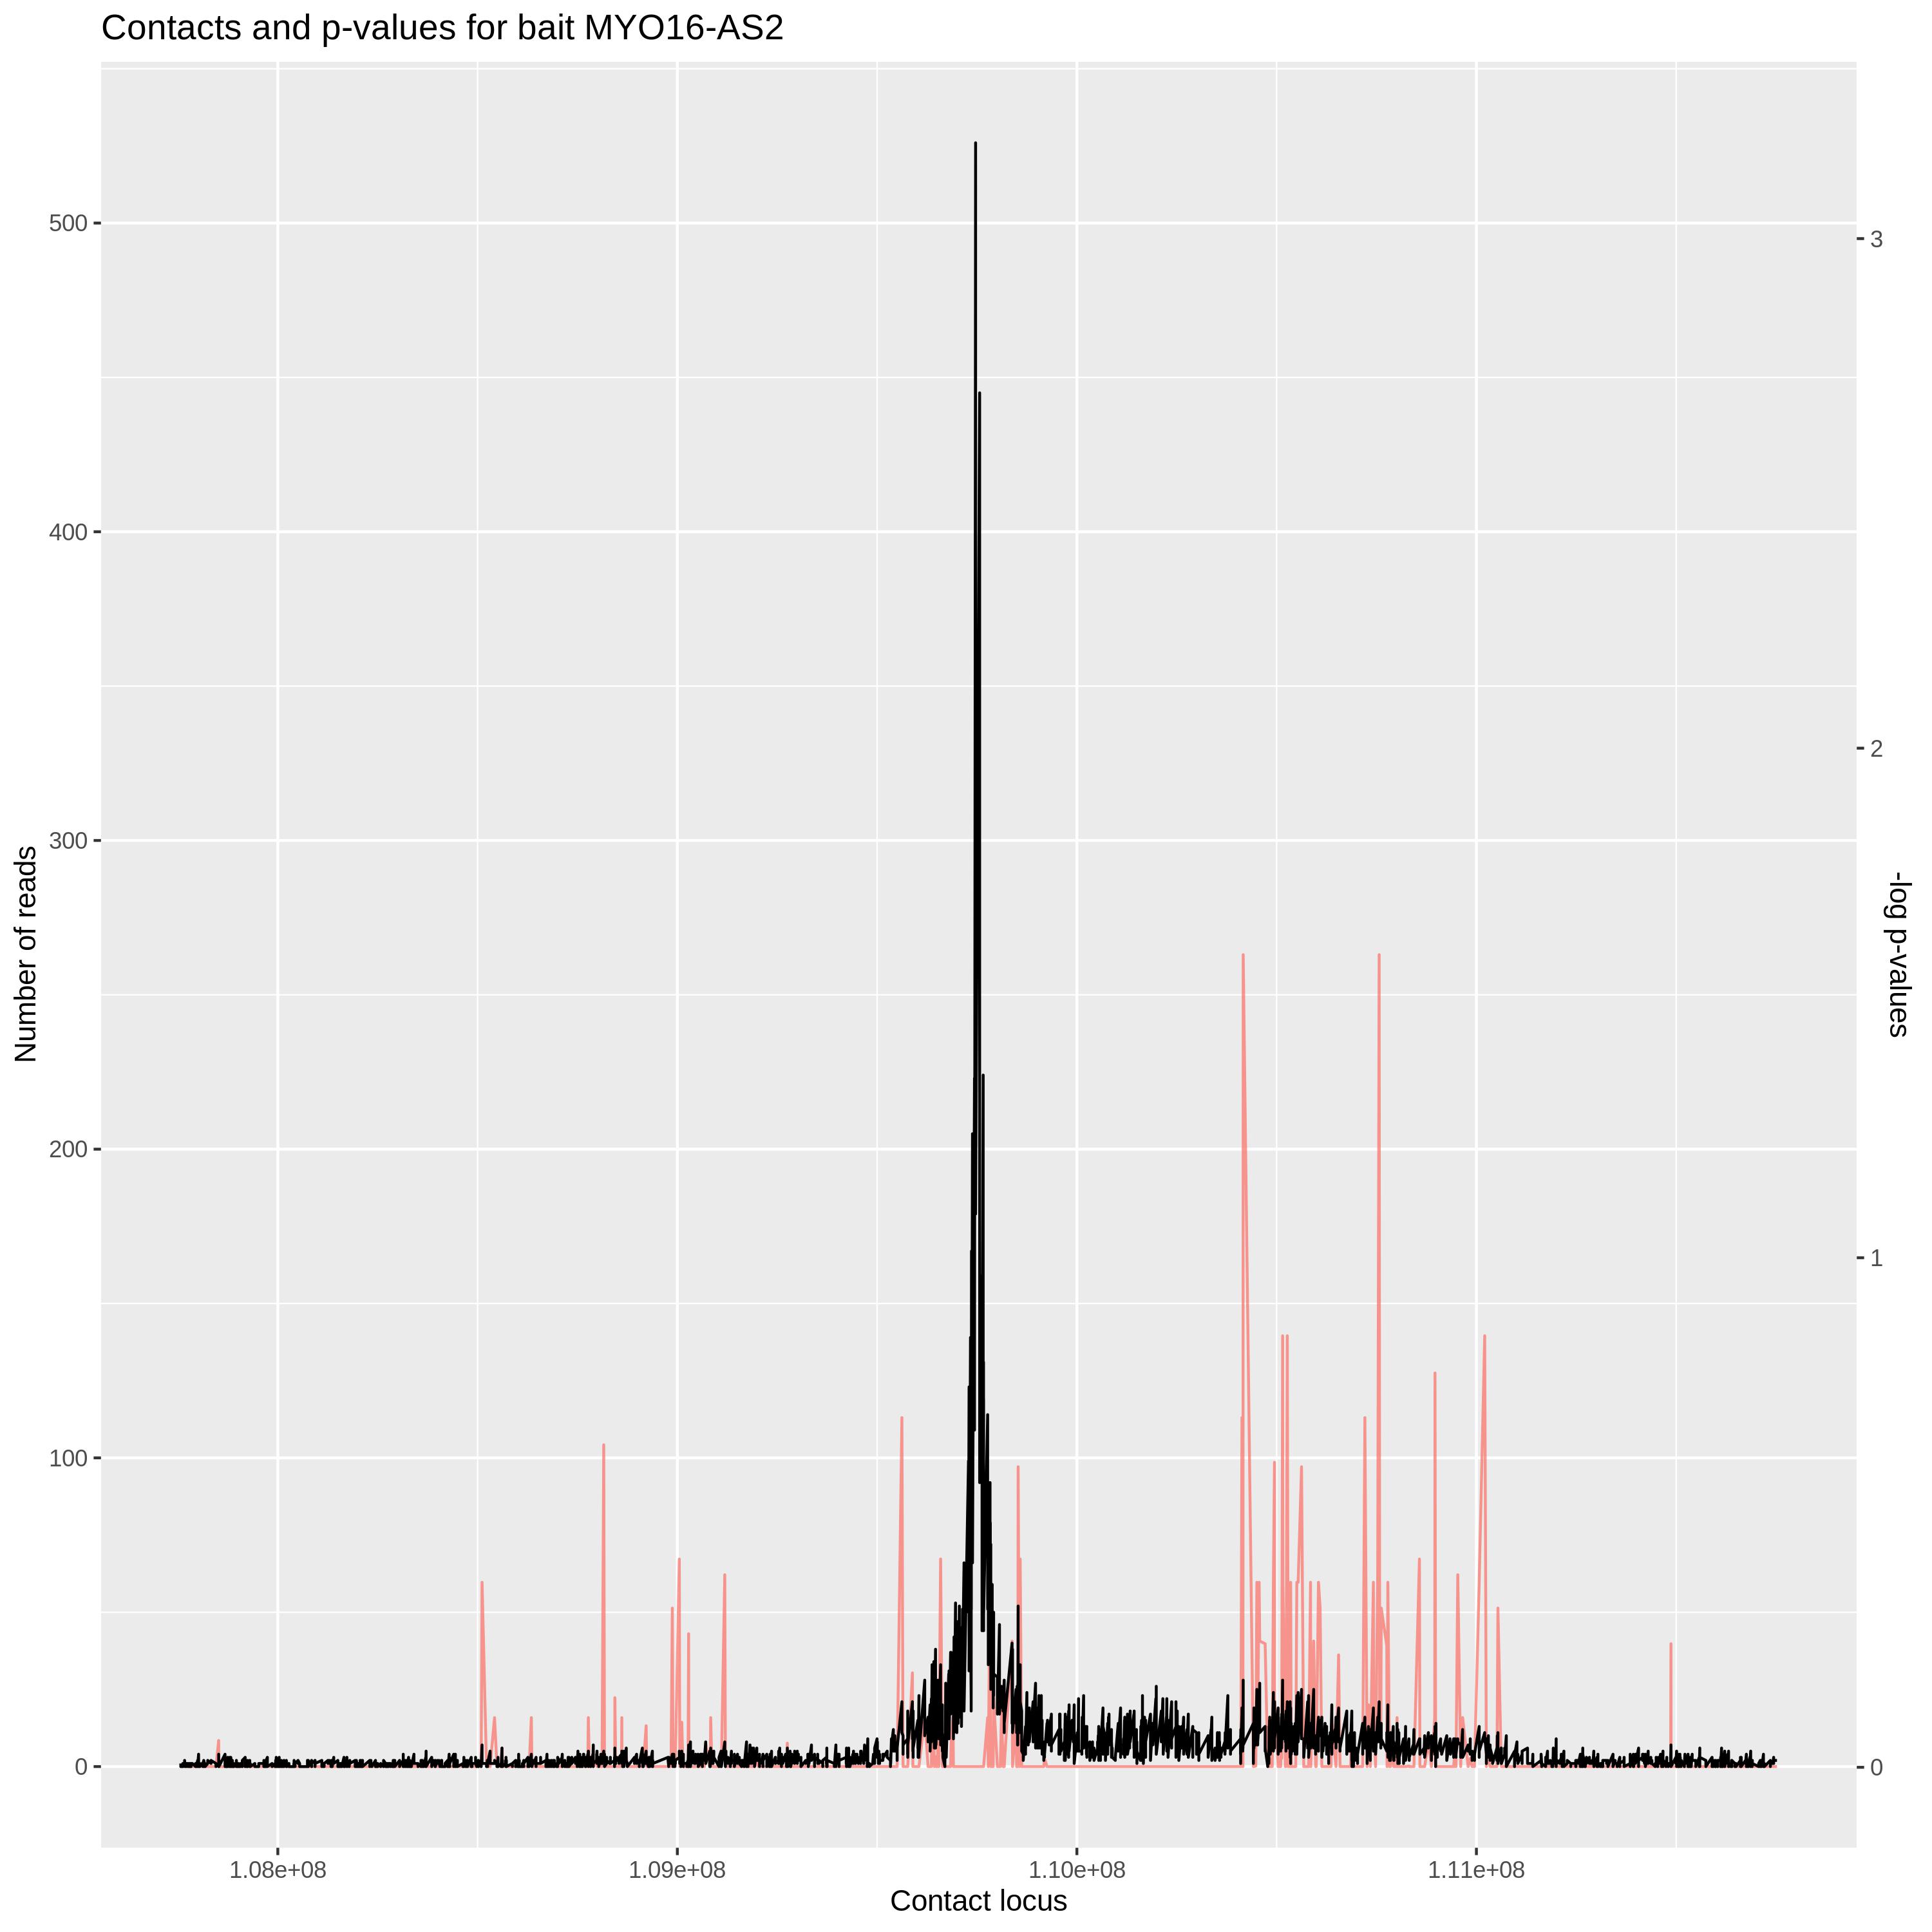 Contacts and p-values for bait MYO16-AS2
500
400
300
200
100
0
Number of reads
3
2
1
0
-log p-values
1.08e+08
1.09e+08
1.10e+08
1.11e+08
Contact locus